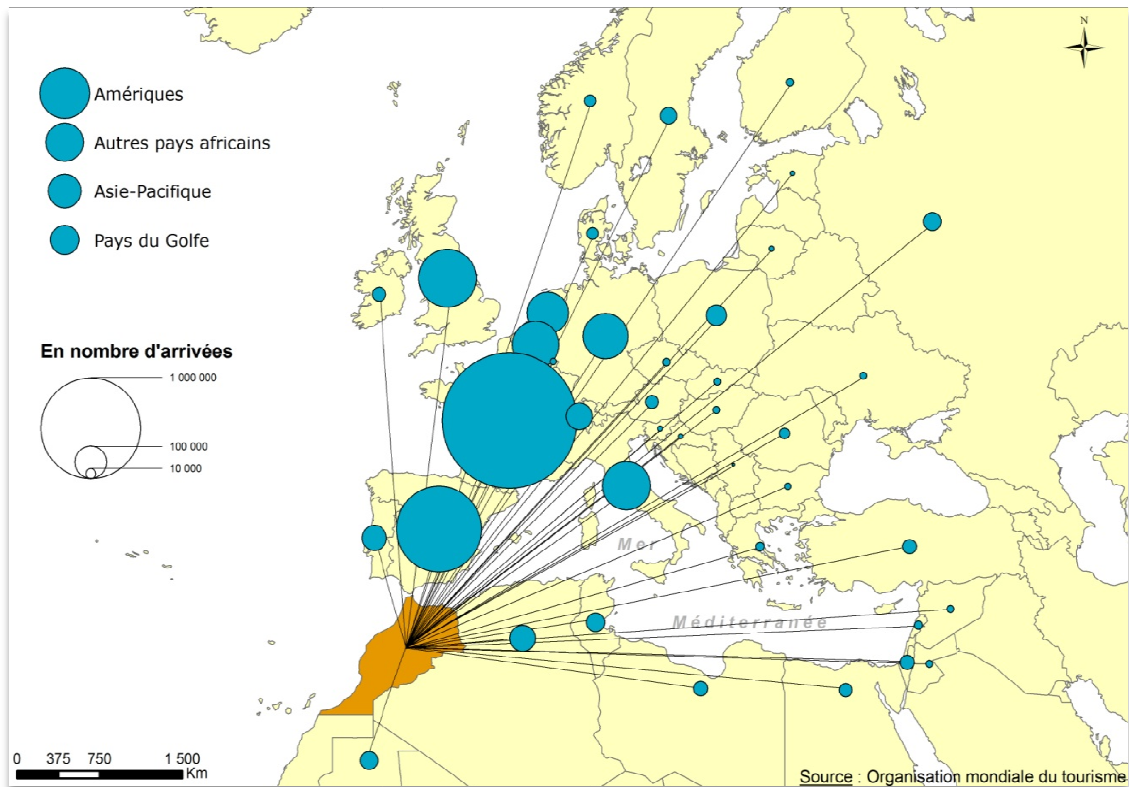 N
Amériques
Autres pays africains
Asie-Pacifique
Pays du Golfe
En nombre d'arrivées
1 000 000
100 000
10 000
Mer
Méditerranée
0 375 750 1 500
Km
Source : Organisation mondiale du tourisme